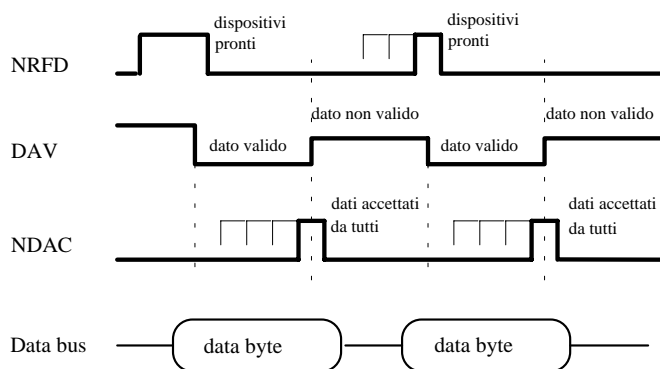 dispositivi
pronti
dispositivi
pronti
NRFD
dato non valido
dato non valido
DAV
dato valido
dato valido
dati accettati
da tutti
dati accettati
da tutti
NDAC
Data bus
data byte
data byte